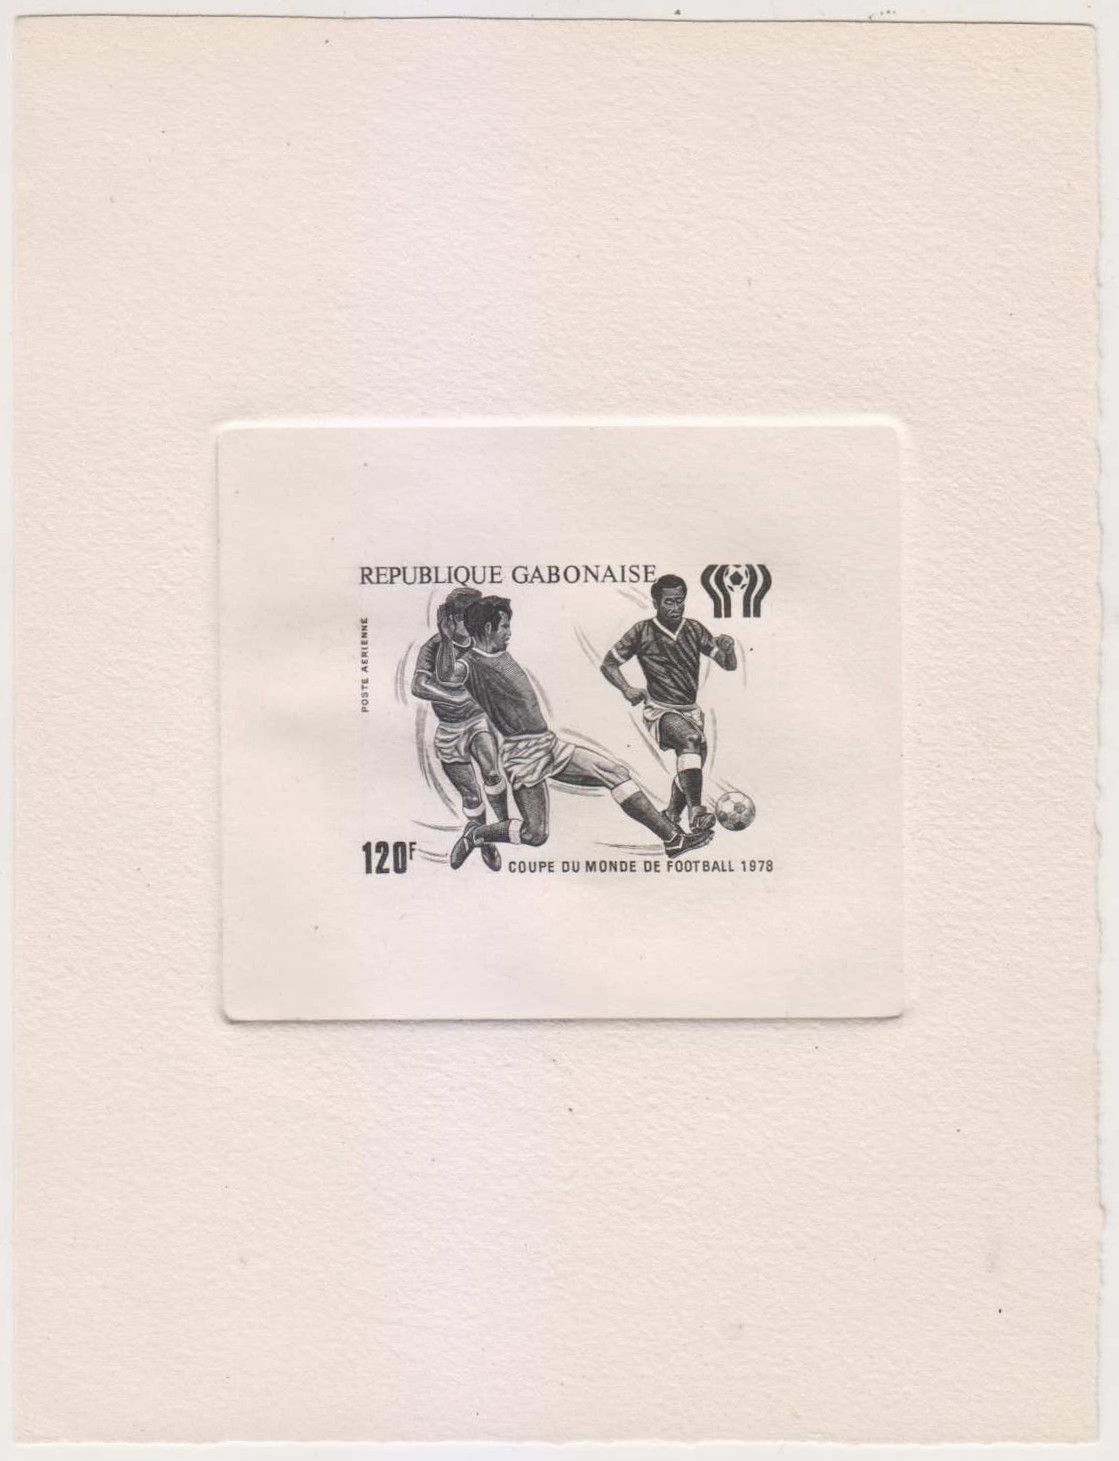 REPUBLIQUE GABONAISE
POSTE AERIENNE
120F
COUPE DU MONDE DE FOOTBALL 1978